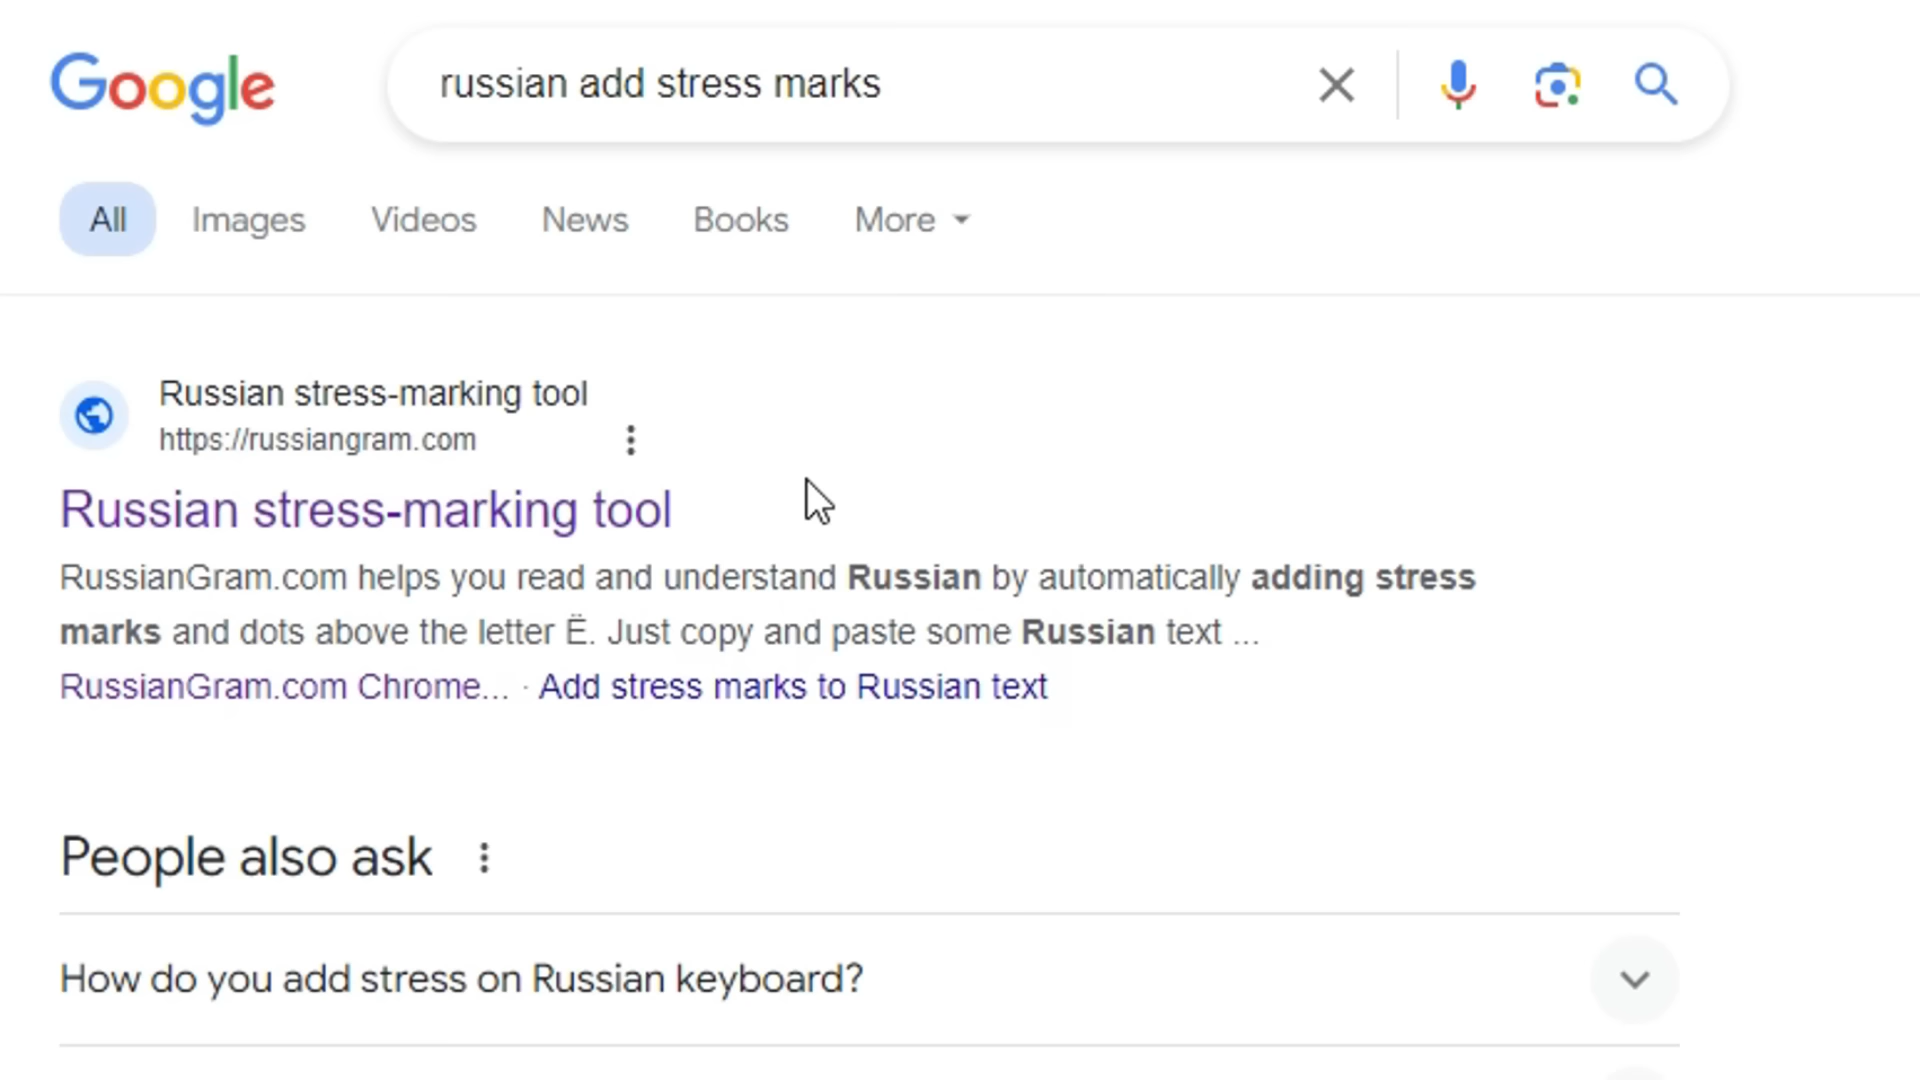 Google
russian add stress marks
All Images Videos News Books More
Russian stress-marking tool
https://russiangram.com
Russian stress-marking tool
RussianGram.com helps you read and understand Russian by automatically adding stress
marks and dots above the letter Ë. Just copy and paste some Russian text ...
RussianGram.com Chrome... · Add stress marks to Russian text
People also ask
How do you add stress on Russian keyboard?